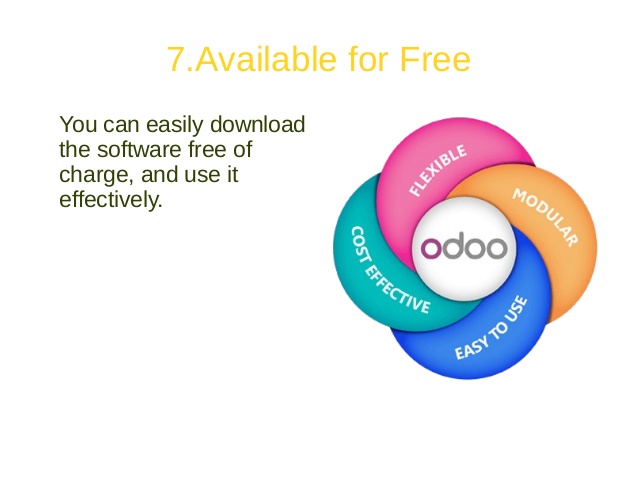 7.Available for Free
You can easily download
the software free of
charge, and use it
effectively.
FLEXIBLE
MODULAR
COST EFFECTIVE
odoo
EASY TO USE